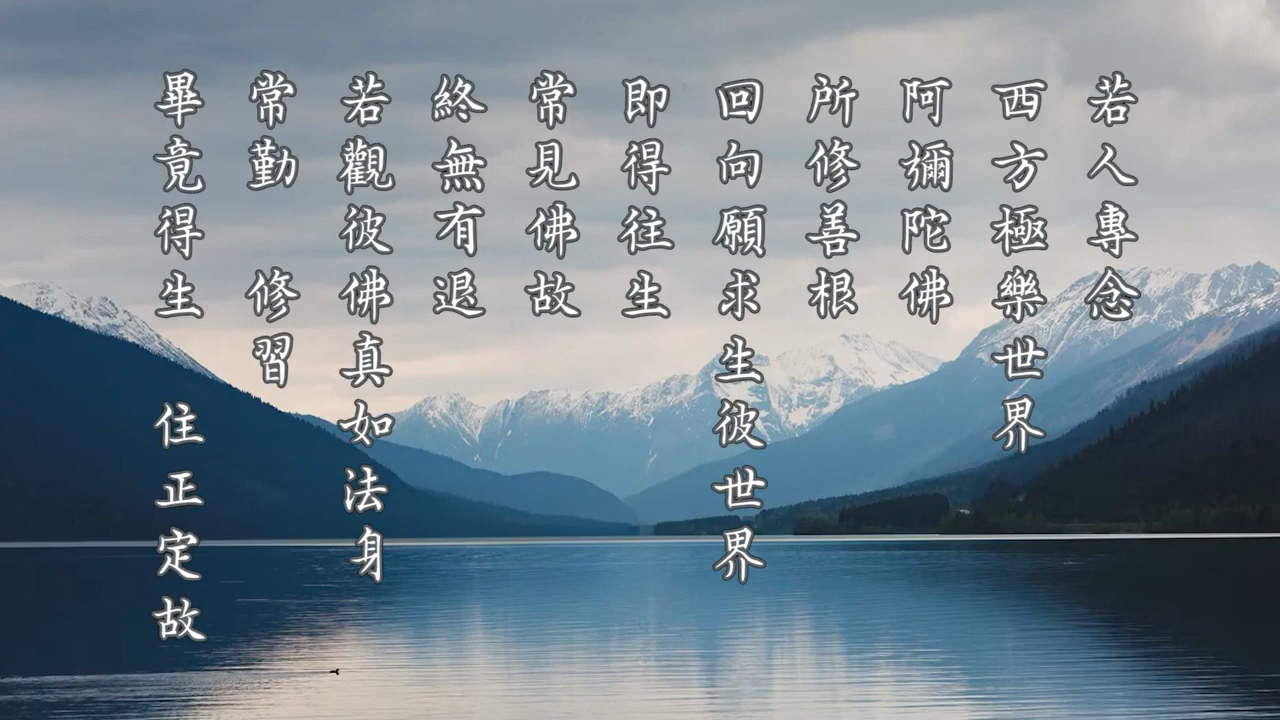 若人專念
西方極樂世界
阿彌陀佛
所修善根
回向願求生彼世界
即得往生
常見佛故
終無有退
若觀彼佛真如法身
常勤 修習
畢竟得生 住正定故